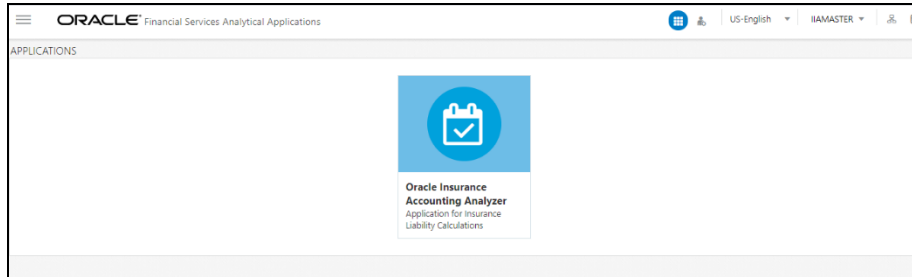 ORACLE® Financial Services Analytical Applications
US-English
IIAMASTER
APPLICATIONS
Oracle Insurance
Accounting Analyzer
Application for Insurance
Liability Calculations